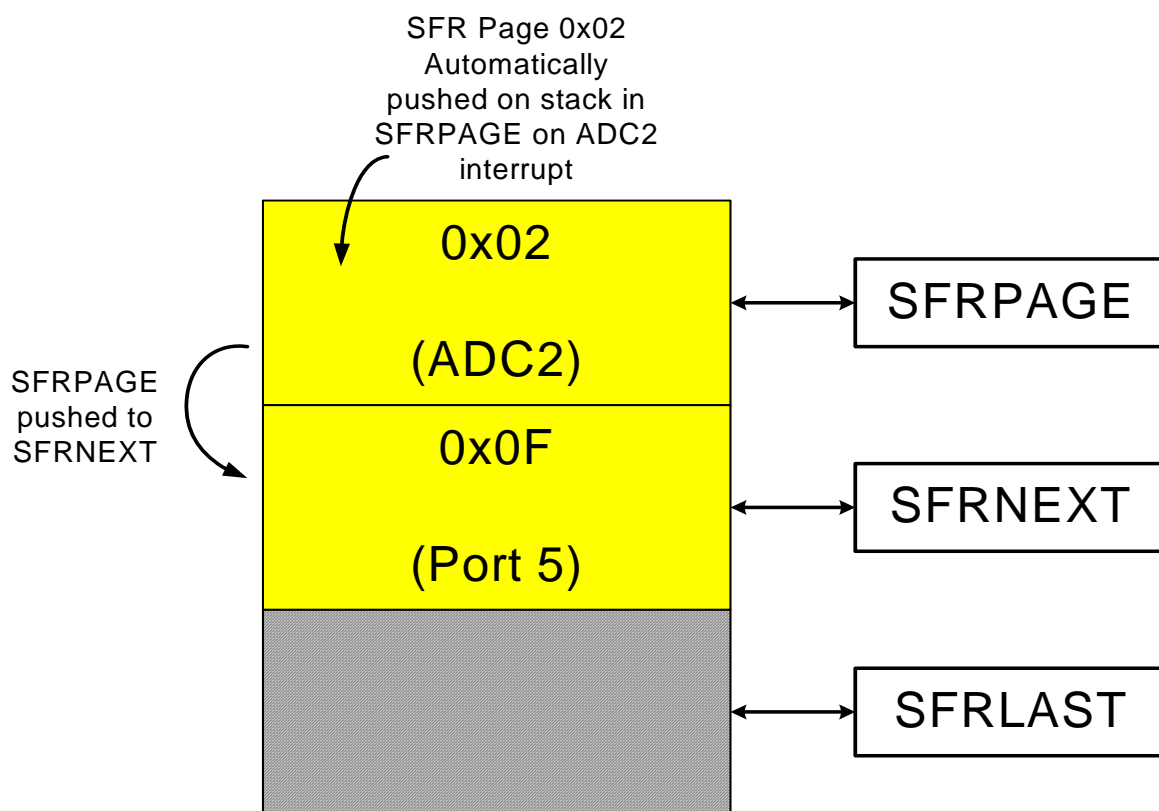 SFR Page 0x02
Automatically
pushed on stack in
SFRPAGE on ADC2
interrupt
0x02
(ADC2)
SFRPAGE
SFRPAGE
pushed to
SFRNEXT
0x0F
(Port 5)
SFRNEXT
SFRLAST